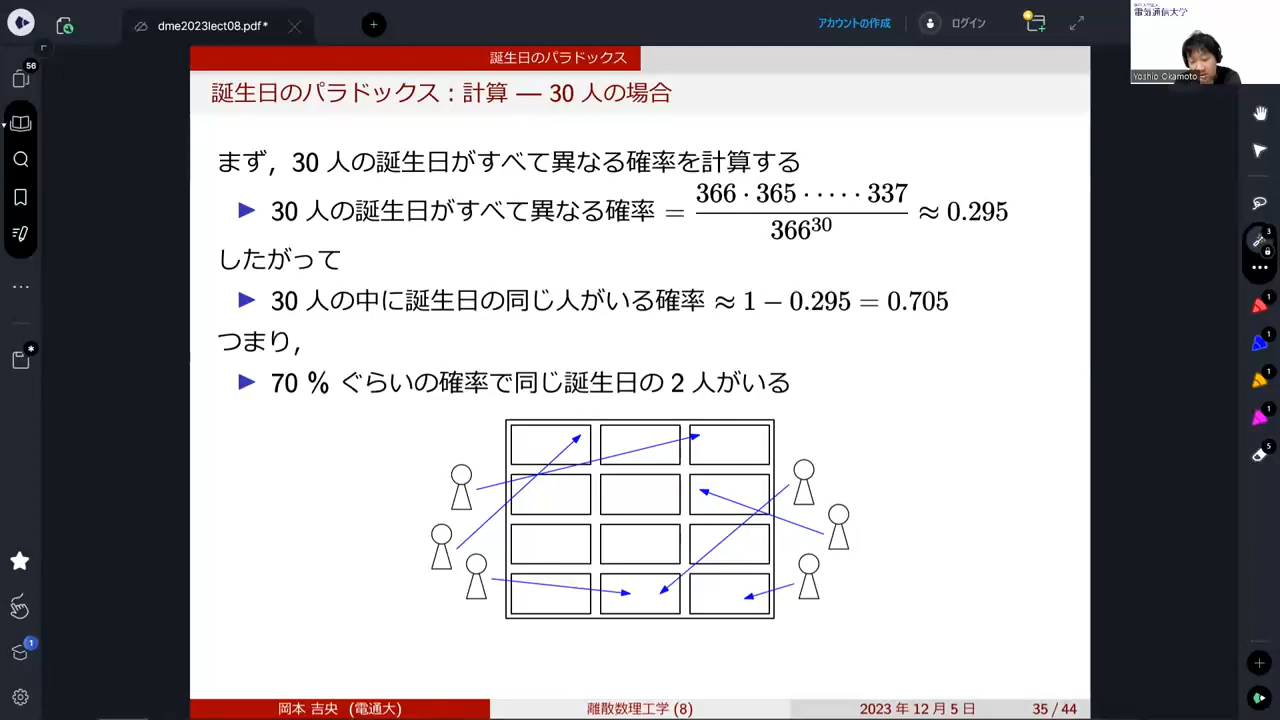 56
dme2023lect08.pdf*
アカウントの作成
ログイン
電気通信大学
Yoshio Okamoto
誕生日のパラドックス
誕生日のパラドックス : 計算 — 30 人の場合
まず，30 人の誕生日がすべて異なる確率を計算する
30 人の誕生日がすべて異なる確率 = 366 · 365 · · · · · 337 / 366^30 ≈ 0.295
したがって
30 人の中に誕生日の同じ人がいる確率 ≈ 1 − 0.295 = 0.705
つまり，
70 % ぐらいの確率で同じ誕生日の 2 人がいる
岡本 吉央 (電通大)
離散数理工学 (8)
2023 年 12 月 5 日
35 / 44
3
1
1
1
1
5
1